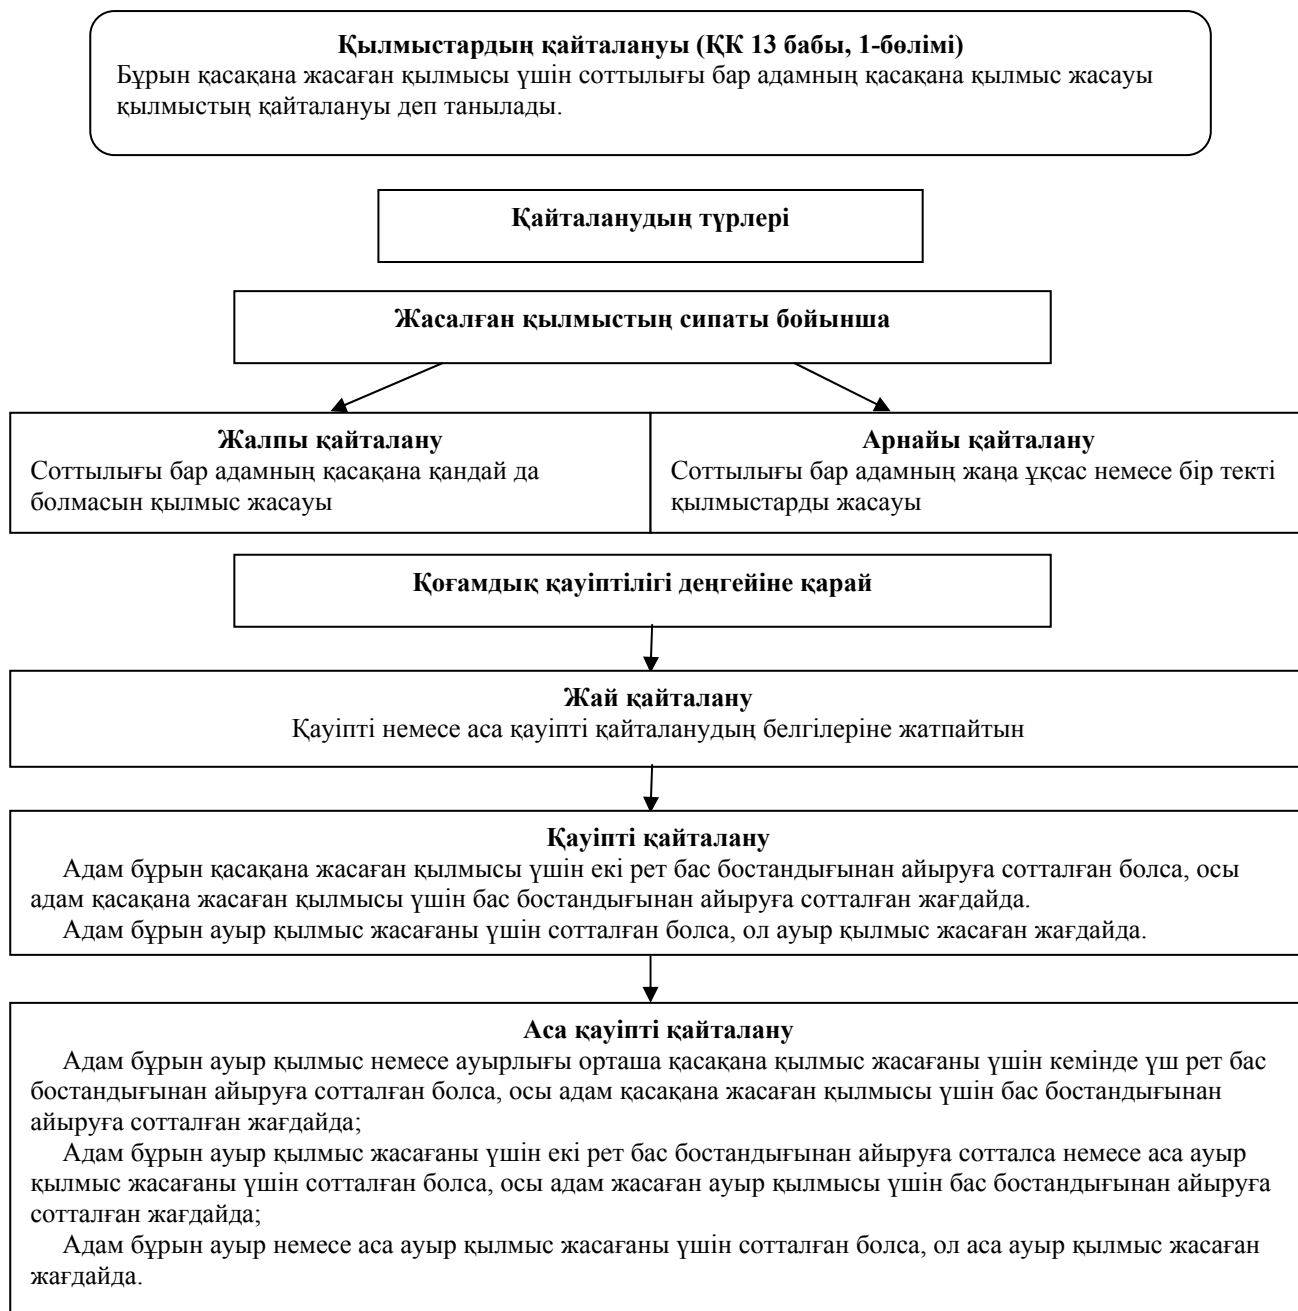 Қылмыстардың қайталануы (ҚК 13 бабы, 1-бөлімі)
Бұрын қасақана жасаған қылмысы үшін соттылығы бар адамның қасақана қылмыс жасауы
қылмыстың қайталануы деп танылады.
Қайталанудың түрлері
Жасалған қылмыстың сипаты бойынша
Жалпы қайталану
Соттылығы бар адамның қасақана қандай да
болмасын қылмыс жасауы
Арнайы қайталану
Соттылығы бар адамның жаңа ұқсас немесе бір текті
қылмыстарды жасауы
Қоғамдық қауіптілігі деңгейіне қарай
Жай қайталану
Қауіпті немесе аса қауіпті қайталанудың белгілеріне жатпайтын
Қауіпті қайталану
Адам бұрын қасақана жасаған қылмысы үшін екі рет бас бостандығынан айыруға сотталған болса, осы
адам қасақана жасаған қылмысы үшін бас бостандығынан айыруға сотталған жағдайда.
Адам бұрын ауыр қылмыс жасағаны үшін сотталған болса, ол ауыр қылмыс жасаған жағдайда.
Аса қауіпті қайталану
Адам бұрын ауыр қылмыс немесе ауырлығы орташа қасақана қылмыс жасағаны үшін кемінде үш рет бас
бостандығынан айыруға сотталған болса, осы адам қасақана жасаған қылмысы үшін бас бостандығынан
айыруға сотталған жағдайда;
Адам бұрын ауыр қылмыс жасағаны үшін екі рет бас бостандығынан айыруға сотталса немесе аса ауыр
қылмыс жасағаны үшін сотталған болса, осы адам жасаған ауыр қылмысы үшін бас бостандығынан айыруға
сотталған жағдайда;
Адам бұрын ауыр немесе аса ауыр қылмыс жасағаны үшін сотталған болса, ол аса ауыр қылмыс жасаған
жағдайда.